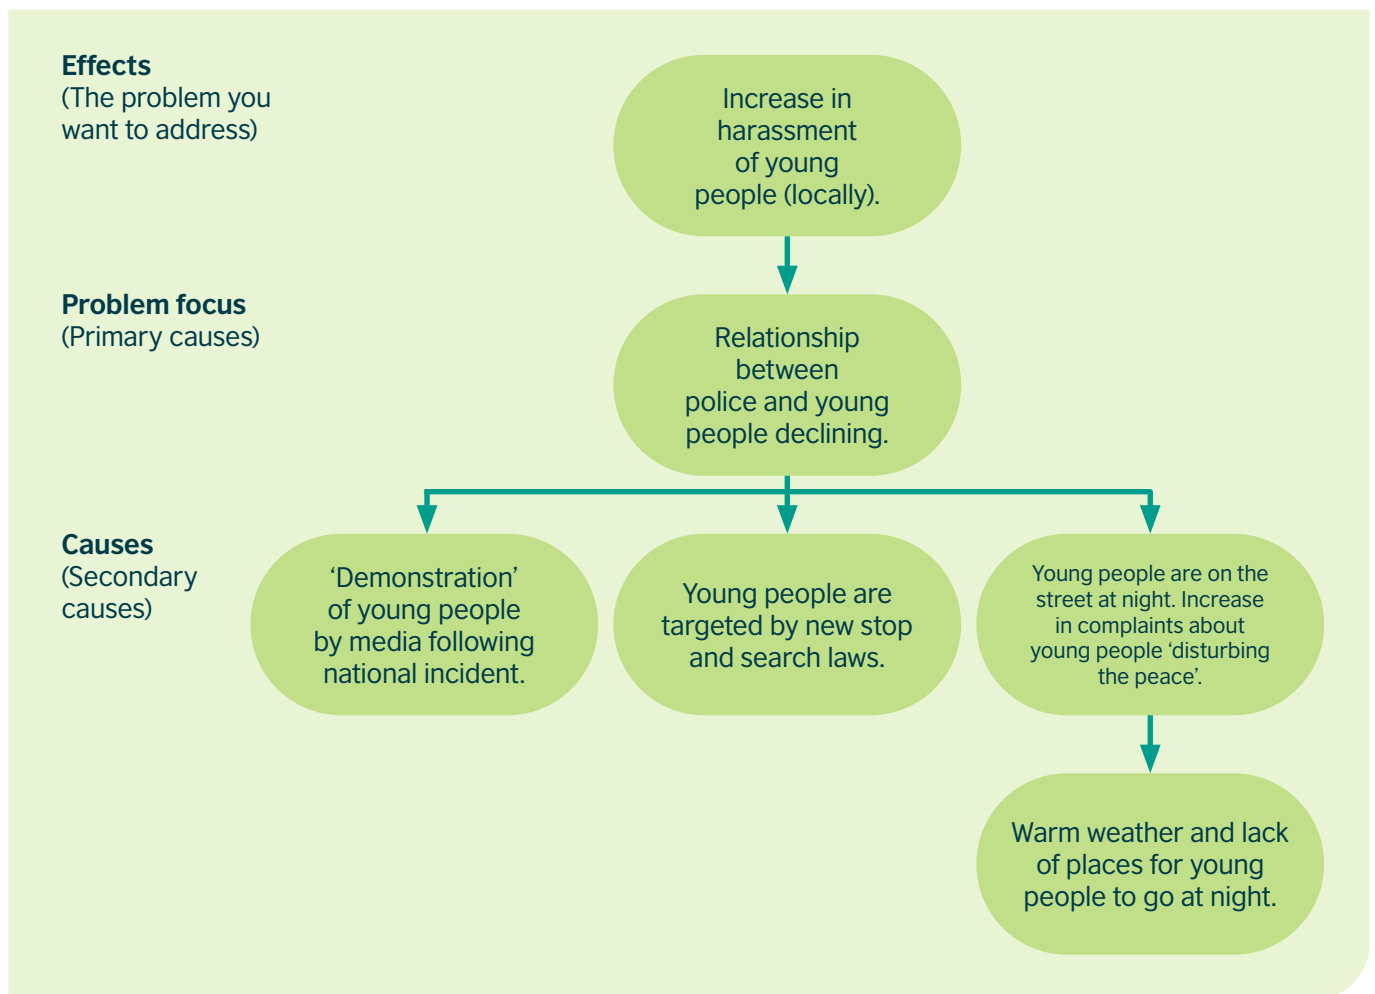 Effects
(The problem you
want to address)
Increase in
harassment
of young
people (locally).
Problem focus
(Primary causes)
Relationship
between
police and young
people declining.
Causes
(Secondary
causes)
‘Demonstration’
of young people
by media following
national incident.
Young people are
targeted by new stop
and search laws.
Young people are on the
street at night. Increase
in complaints about
young people ‘disturbing
the peace’.
Warm weather and lack
of places for young
people to go at night.